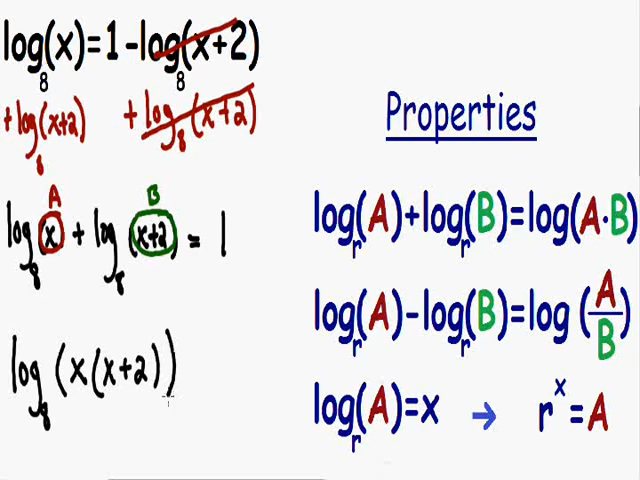 log₈(x)=1-log₈(x+2)
+log₈(x+2) +log₈(x+2)
A B
log₈(x) + log₈(x+2) = 1
log₈(x(x+2))
Properties
logᵣ(A)+logᵣ(B)=log(A·B)
logᵣ(A)-logᵣ(B)=log(A/B)
logᵣ(A)=x → rˣ=A